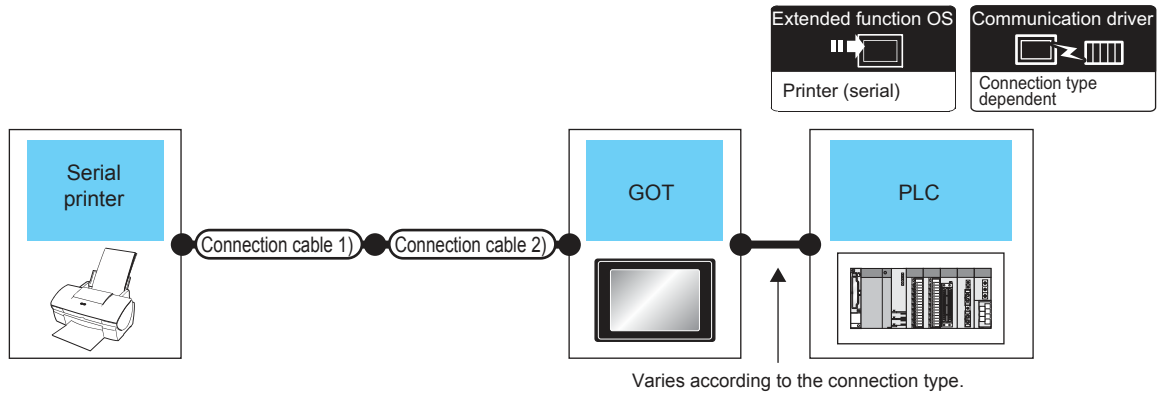 Extended function OS
Communication driver
Printer (serial)
Connection type
dependent
Serial
printer
GOT
PLC
Connection cable 1)
Connection cable 2)
Varies according to the connection type.